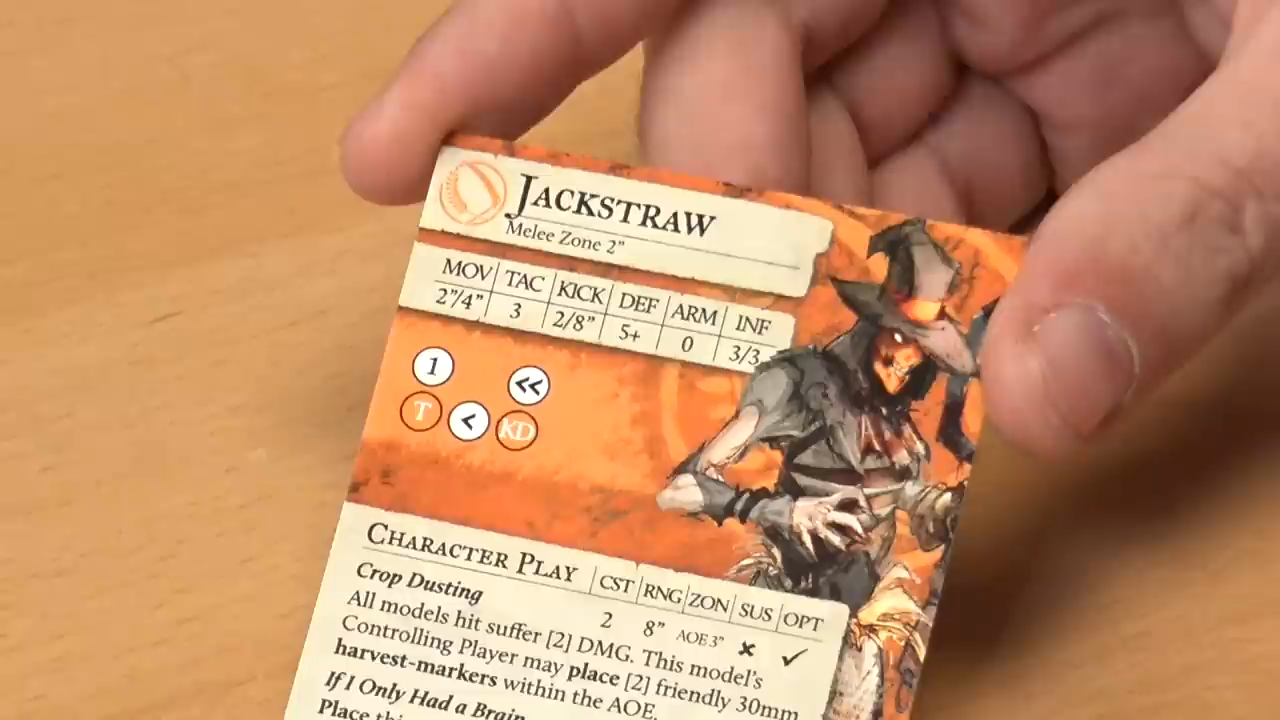 JACKSTRAW
Melee Zone 2”
MOV TAC KICK DEF ARM INF
2”/4” 3 2/8” 5+ 0 3/3
1 <<
T < KD
CHARACTER PLAY CST RNG ZON SUS OPT
Crop Dusting 2 8” AOE 3” ✖ ✓
All models hit suffer [2] DMG. This model’s
Controlling Player may place [2] friendly 30mm
harvest-markers within the AOE.
If I Only Had a Brain
Place